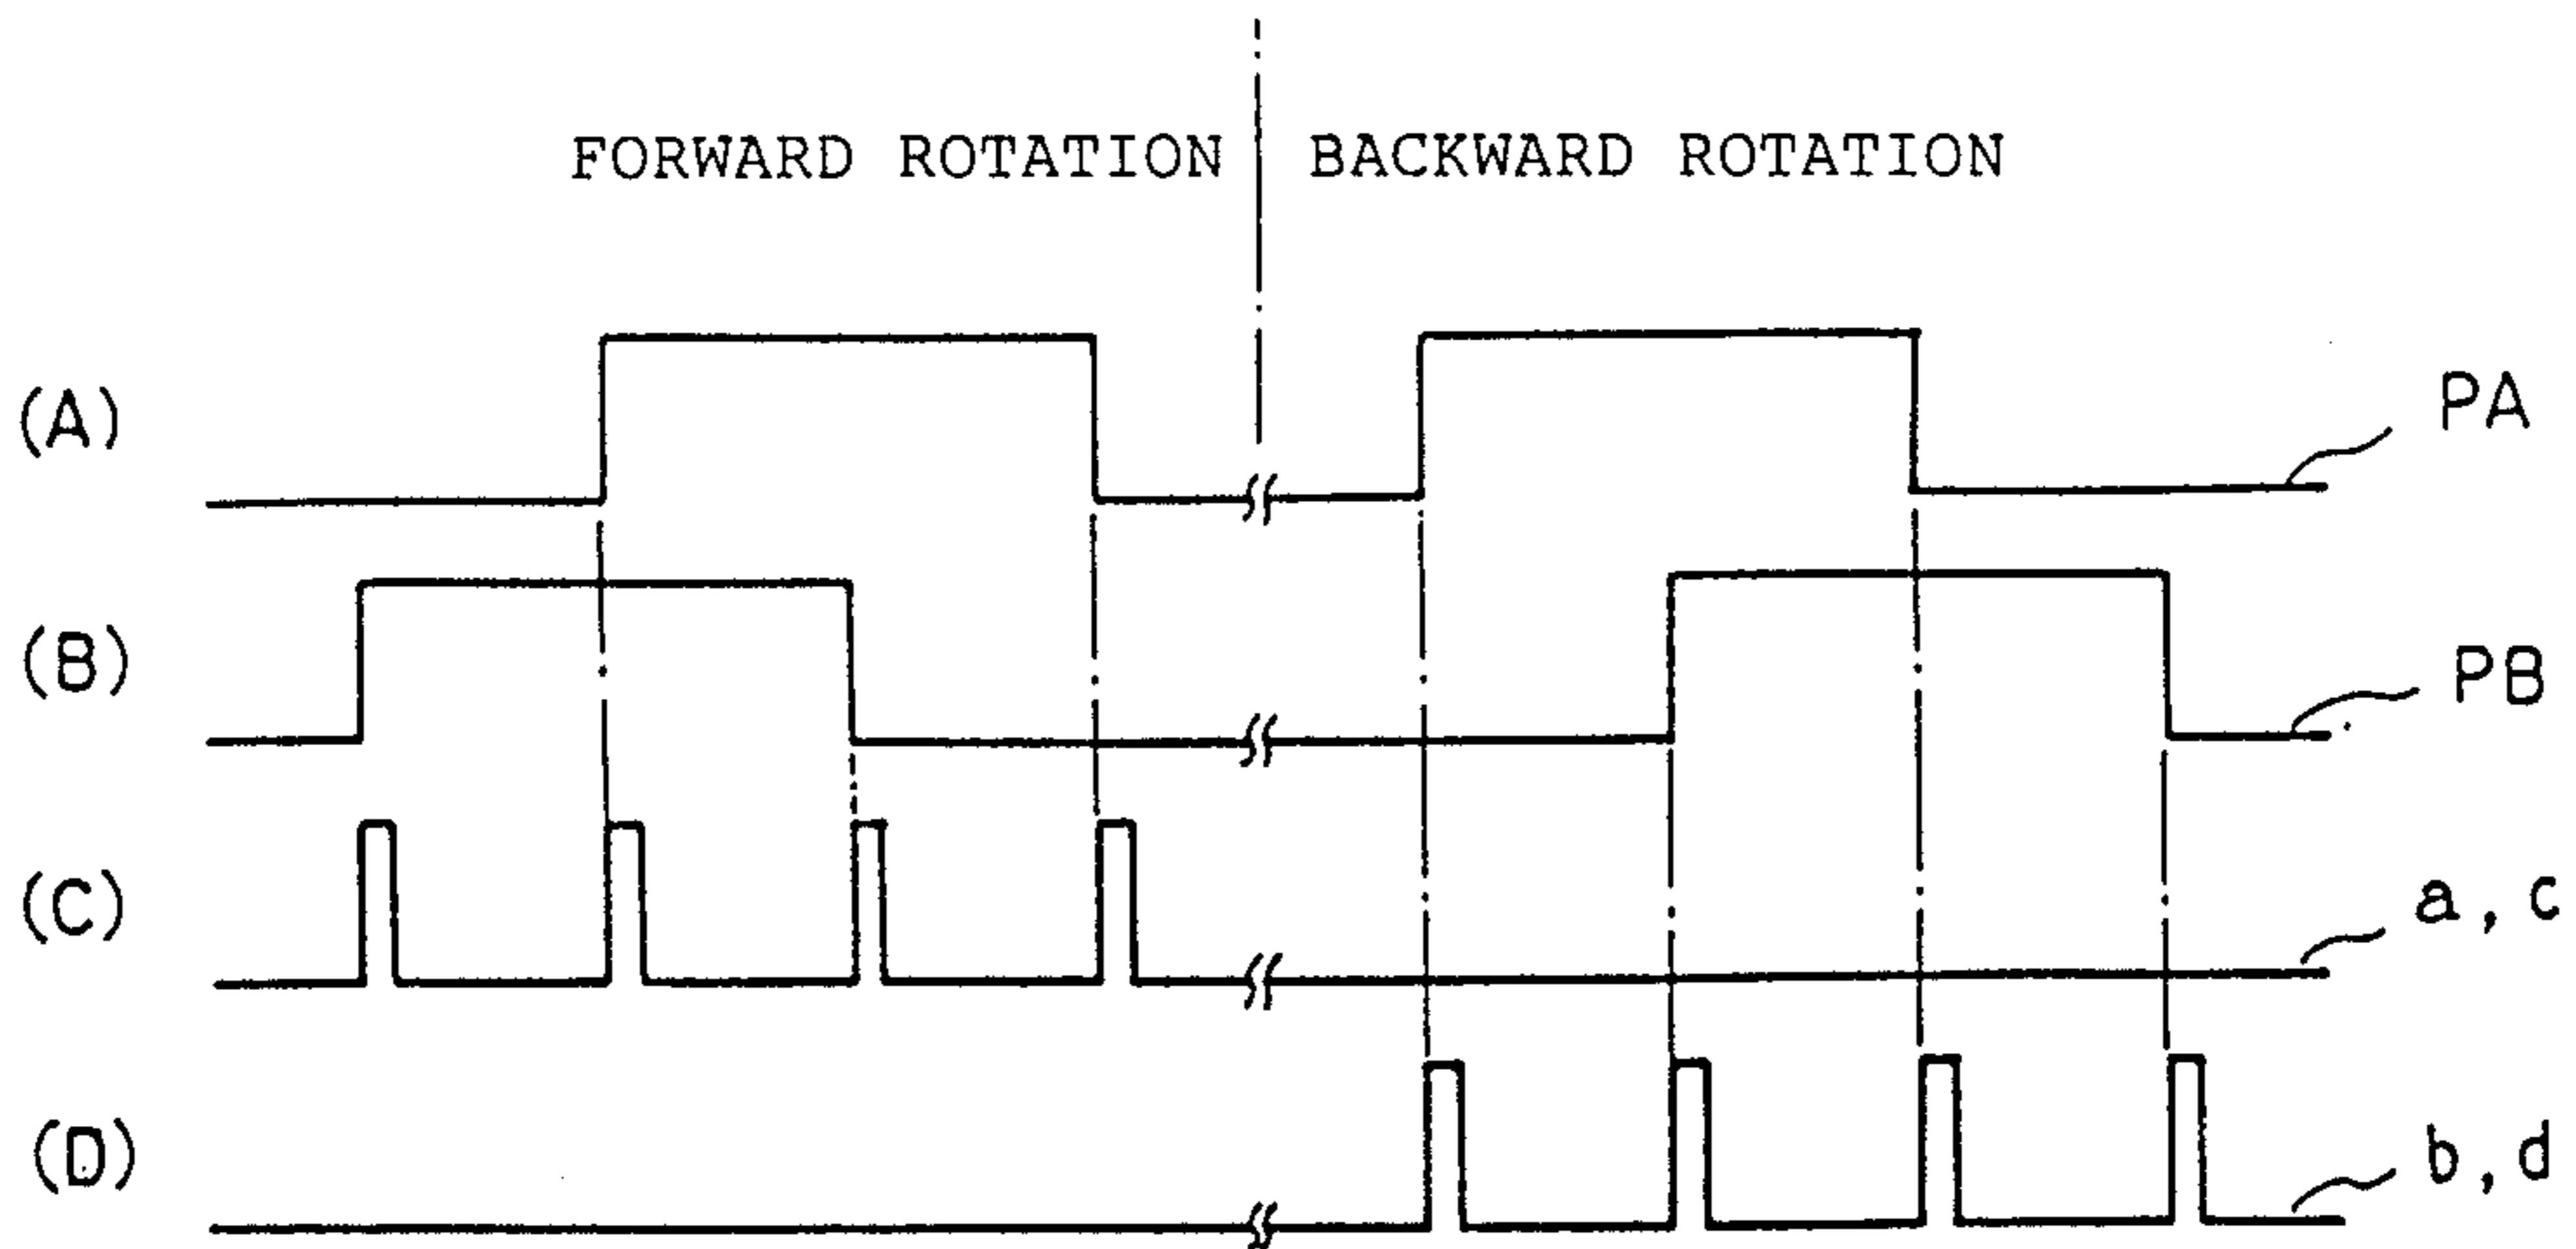 FORWARD ROTATION BACKWARD ROTATION
(A) PA
(B) PB
(C) a, c
(D) b, d